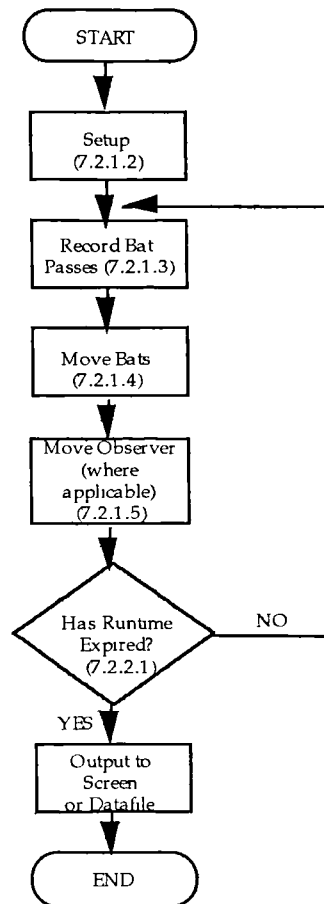 START
Setup
(7.2.1.2)
Record Bat
Passes (7.2.1.3)
Move Bats
(7.2.1.4)
Move Observer
(where
applicable)
(7.2.1.5)
Has Runtime
Expired?
(7.2.2.1)
NO
YES
Output to
Screen
or Datafile
END